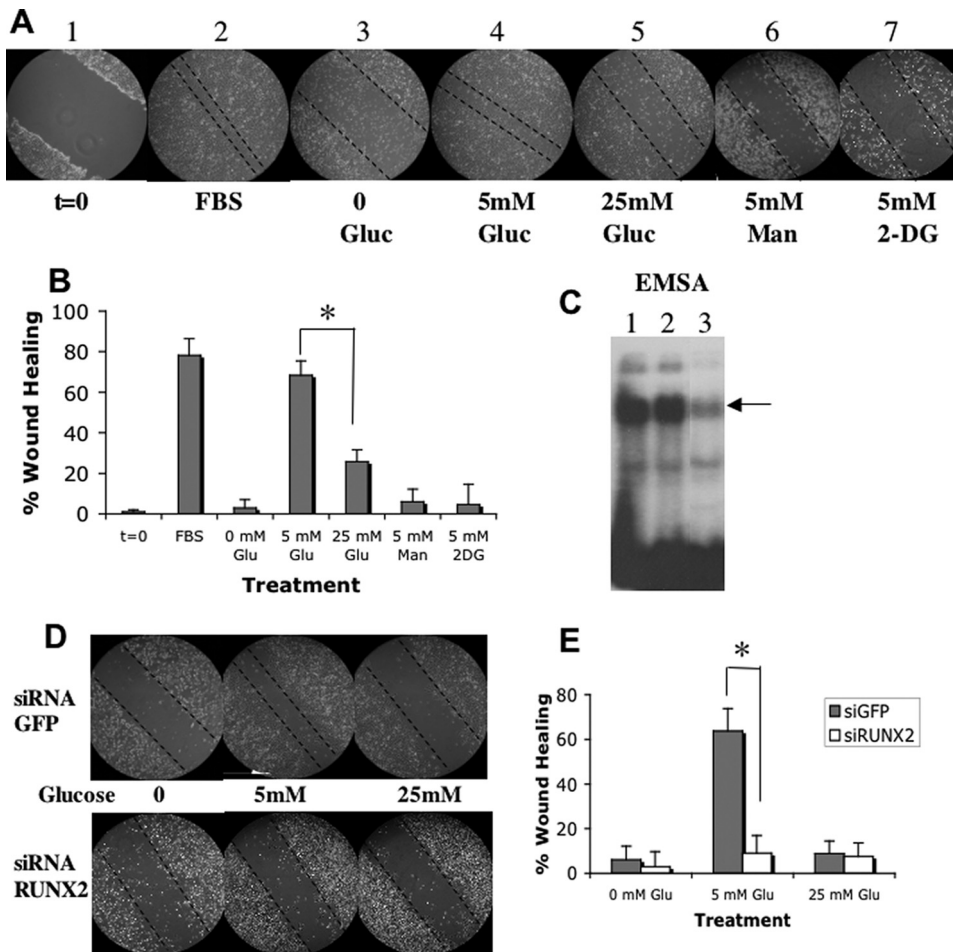 A
1 2 3 4 5 6 7
t=0 FBS 0 5mM 25mM 5mM 5mM
Gluc Gluc Gluc Man 2-DG
B
% Wound Healing
100
80
60
40
20
0
*
t=0 FBS 0 mM 5 mM 25 mM 5 mM 5 mM
Glu Glu Glu Man 2DG
Treatment
C
EMSA
1 2 3
D
siRNA
GFP
Glucose 0 5mM 25mM
siRNA
RUNX2
E
% Wound Healing
80
60
40
20
0
*
siGFP
siRUNX2
0 mM Glu 5 mM Glu 25 mM Glu
Treatment